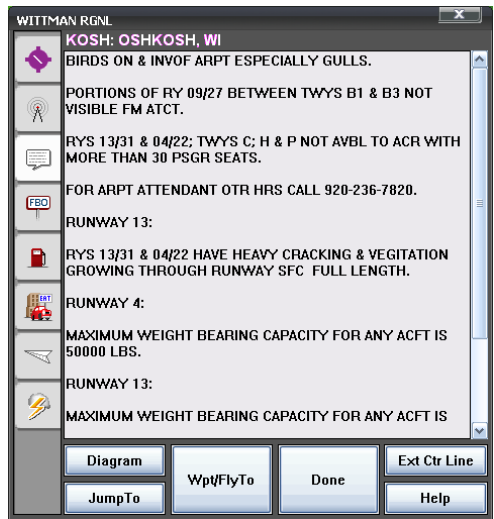 WITTMAN RGNL
X
KOSH: OSHKOSH, WI
BIRDS ON & INVOF ARPT ESPECIALLY GULLS.
PORTIONS OF RY 09/27 BETWEEN TWYS B1 & B3 NOT
VISIBLE FM ATCT.
RYS 13/31 & 04/22; TWYS C; H & P NOT AVBL TO ACR WITH
MORE THAN 30 PSGR SEATS.
FOR ARPT ATTENDANT OTR HRS CALL 920-236-
7820.
FBO
RUNWAY 13:
RYS 13/31 & 04/22 HAVE HEAVY CRACKING & VEGITATION
GROWING THROUGH RUNWAY SFC FULL LENGTH.
EAT
RUNWAY 4:
MAXIMUM WEIGHT BEARING CAPACITY FOR ANY ACFT IS
50000 LBS.
RUNWAY 13:
MAXIMUM WEIGHT BEARING CAPACITY FOR ANY ACFT IS
Diagram
Wpt/FlyTo
Done
Ext Ctr Line
JumpTo
Help